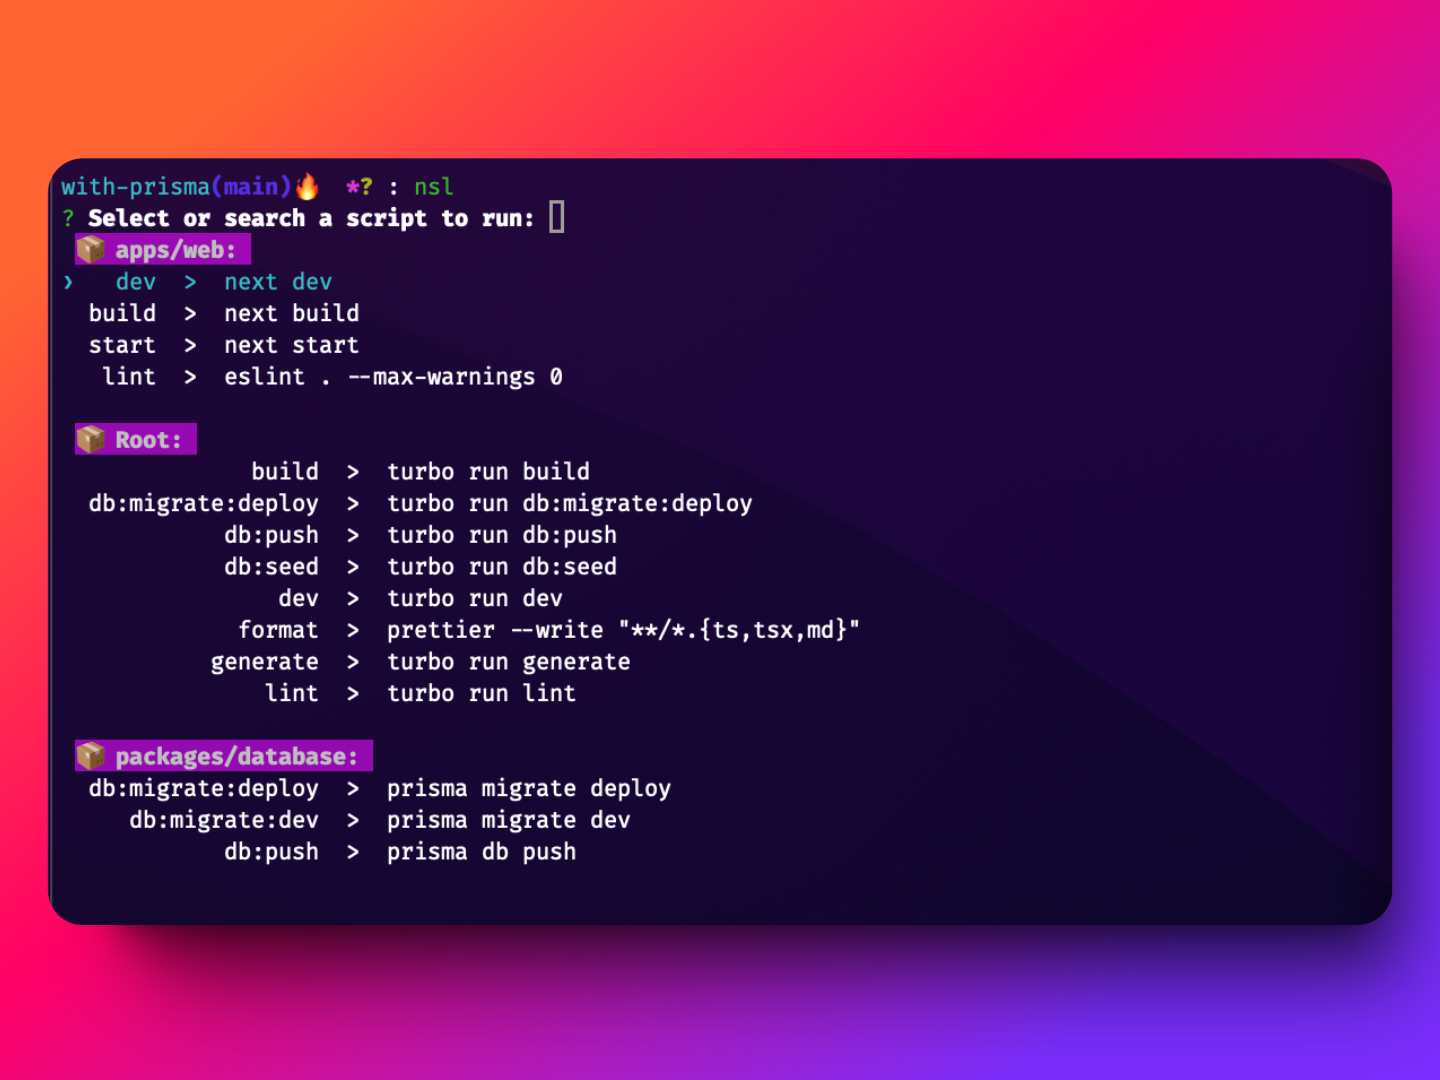 with-prisma(main)🔥 *? : nsl
? Select or search a script to run:
📦 apps/web:
❯ dev > next dev
build > next build
start > next start
lint > eslint . --max-warnings 0
📦 Root:
build > turbo run build
db:migrate:deploy > turbo run db:migrate:deploy
db:push > turbo run db:push
db:seed > turbo run db:seed
dev > turbo run dev
format > prettier --write "**/*.{ts,tsx,md}"
generate > turbo run generate
lint > turbo run lint
📦 packages/database:
db:migrate:deploy > prisma migrate deploy
db:migrate:dev > prisma migrate dev
db:push > prisma db push